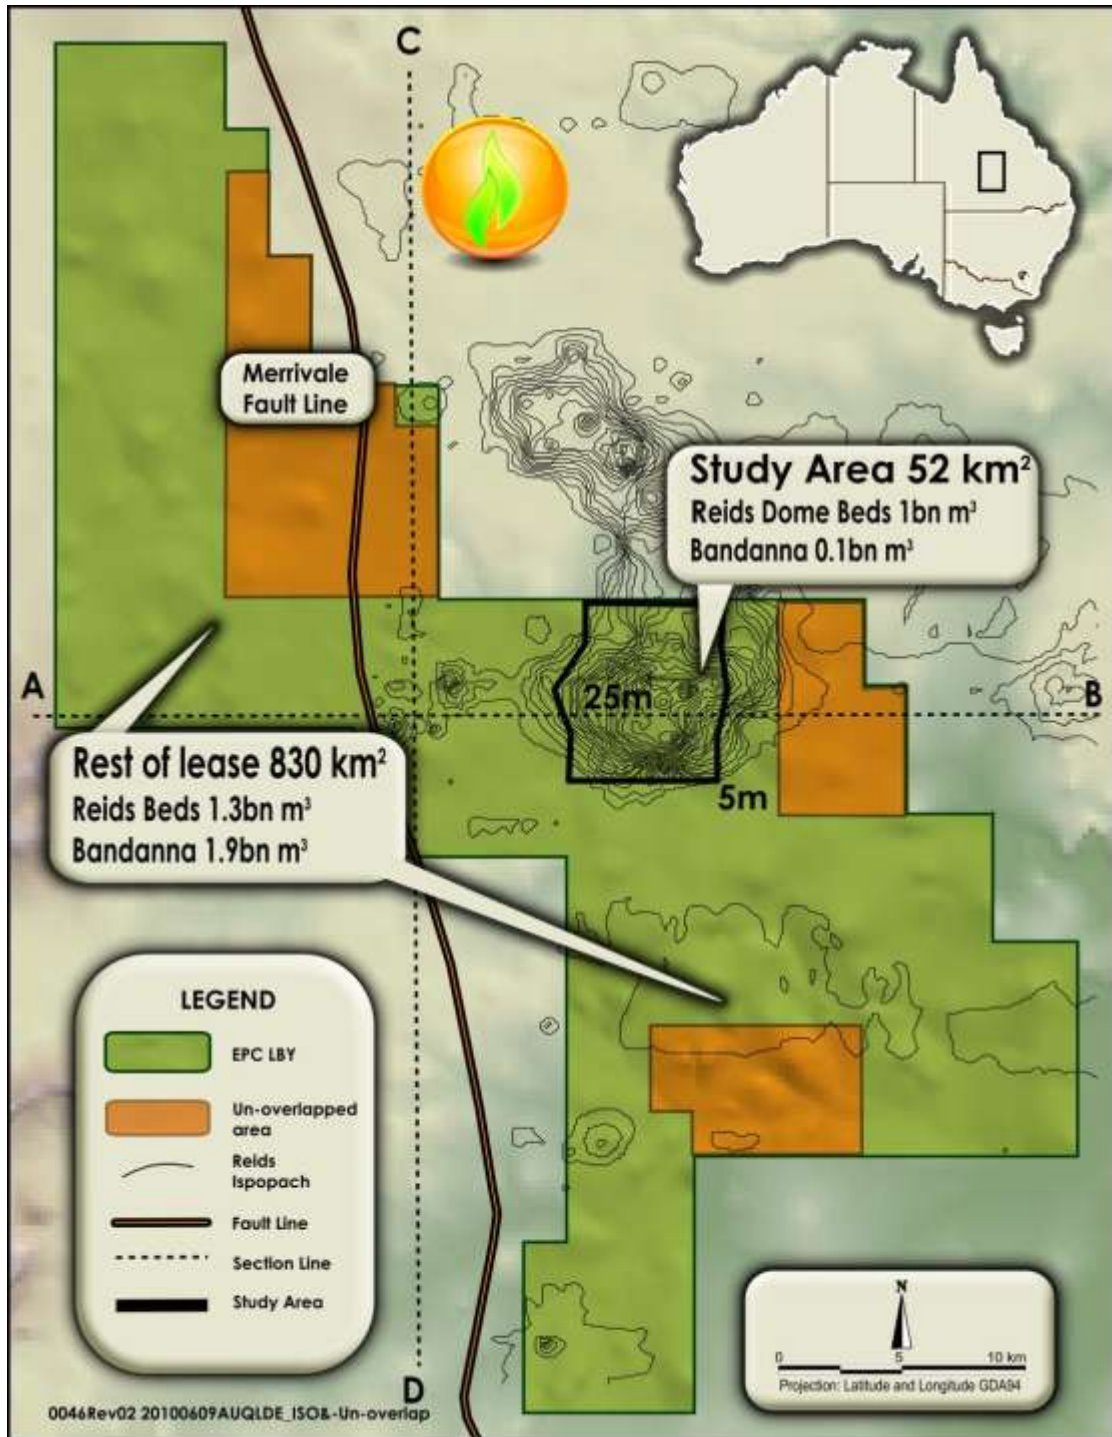 C
Merrivale
Fault Line
Study Area 52 km²
Reids Dome Beds 1bn m³
Bandanna 0.1bn m³
A
25m
B
5m
Rest of lease 830 km²
Reids Beds 1.3bn m³
Bandanna 1.9bn m³
LEGEND
EPC LBY
Un-overlapped
area
Reids
Ispopach
Fault Line
Section Line
Study Area
N
0 5 10 km
Projection: Latitude and Longitude GDA94
D
0046Rev02 20100609AUQLDE_ISO&-Un-overlap